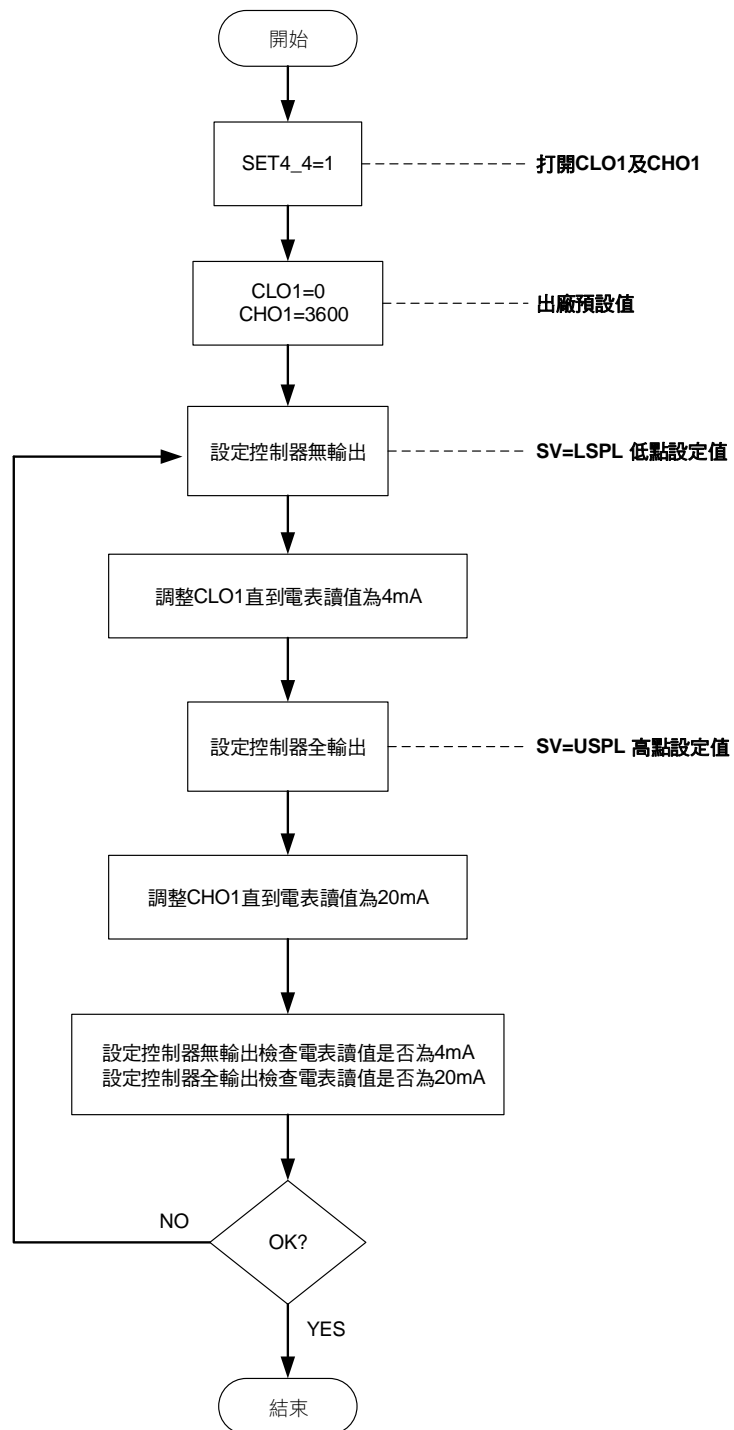 開始
SET4_4=1
打開CLO1及CHO1
CLO1=0
CHO1=3600
出廠預設值
設定控制器無輸出
SV=LSPL 低點設定值
調整CLO1直到電表讀值為4mA
設定控制器全輸出
SV=USPL 高點設定值
調整CHO1直到電表讀值為20mA
設定控制器無輸出檢查電表讀值是否為4mA
設定控制器全輸出檢查電表讀值是否為20mA
NO
OK?
YES
結束